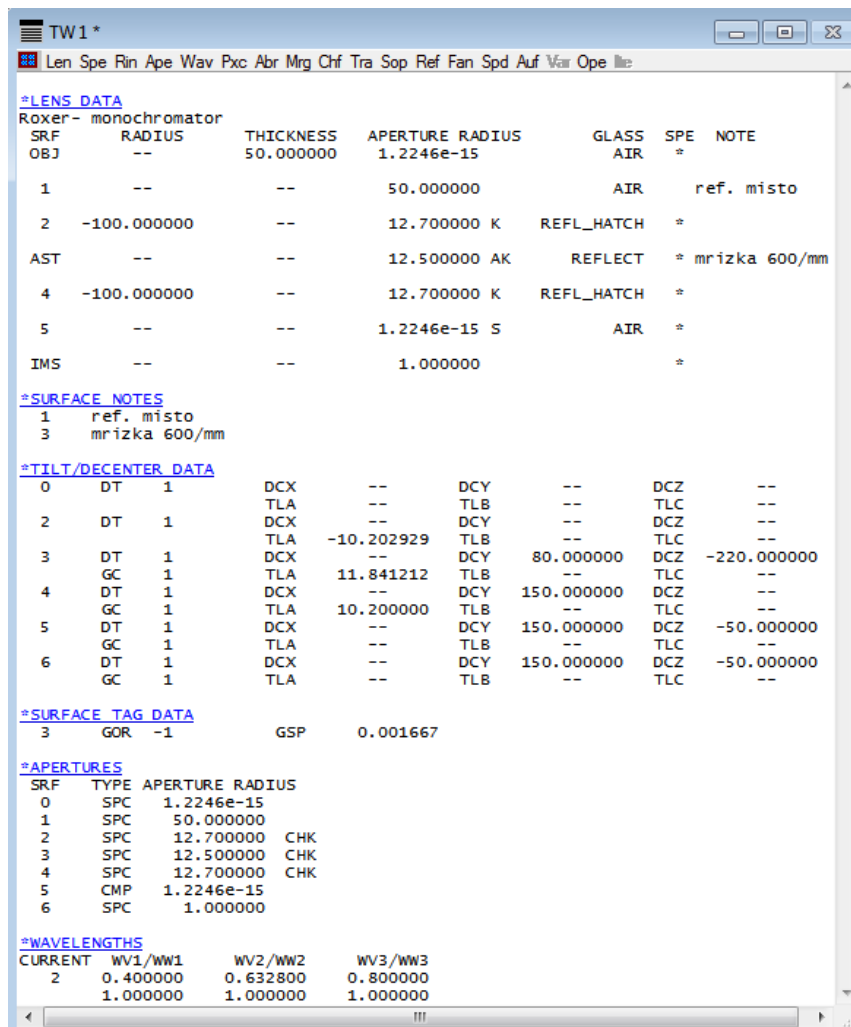 TW1 *
Len Spe Rin Ape Wav Pxc Abr Mrg Chf Tra Sop Ref Fan Spd Auf Var Ope
*LENS DATA
Roxer- monochromator
SRF RADIUS THICKNESS APERTURE RADIUS GLASS SPE NOTE
OBJ -- 50.000000 1.2246e-15 AIR *
1 -- -- 50.000000 AIR ref. misto
2 -100.000000 -- 12.700000 K REFL_HATCH *
AST -- -- 12.500000 AK REFLECT * mrizka 600/mm
4 -100.000000 -- 12.700000 K REFL_HATCH *
5 -- -- 1.2246e-15 S AIR *
IMS -- -- 1.000000 *
*SURFACE NOTES
1 ref. misto
3 mrizka 600/mm
*TILT/DECENTER DATA
0 DT 1 DCX -- DCY -- DCZ --
TLA -- TLB -- TLC --
2 DT 1 DCX -- DCY -- DCZ --
TLA -10.202929 TLB -- TLC --
3 DT 1 DCX -- DCY 80.000000 DCZ -220.000000
GC 1 TLA 11.841212 TLB -- TLC --
4 DT 1 DCX -- DCY 150.000000 DCZ --
GC 1 TLA 10.200000 TLB -- TLC --
5 DT 1 DCX -- DCY 150.000000 DCZ -50.000000
GC 1 TLA -- TLB -- TLC --
6 DT 1 DCX -- DCY 150.000000 DCZ -50.000000
GC 1 TLA -- TLB -- TLC --
*SURFACE TAG DATA
3 GOR -1 GSP 0.001667
*APERTURES
SRF TYPE APERTURE RADIUS
0 SPC 1.2246e-15
1 SPC 50.000000
2 SPC 12.700000 CHK
3 SPC 12.500000 CHK
4 SPC 12.700000 CHK
5 CMP 1.2246e-15
6 SPC 1.000000
*WAVELENGTHS
CURRENT WV1/WW1 WV2/WW2 WV3/WW3
2 0.400000 0.632800 0.800000
1.000000 1.000000 1.000000